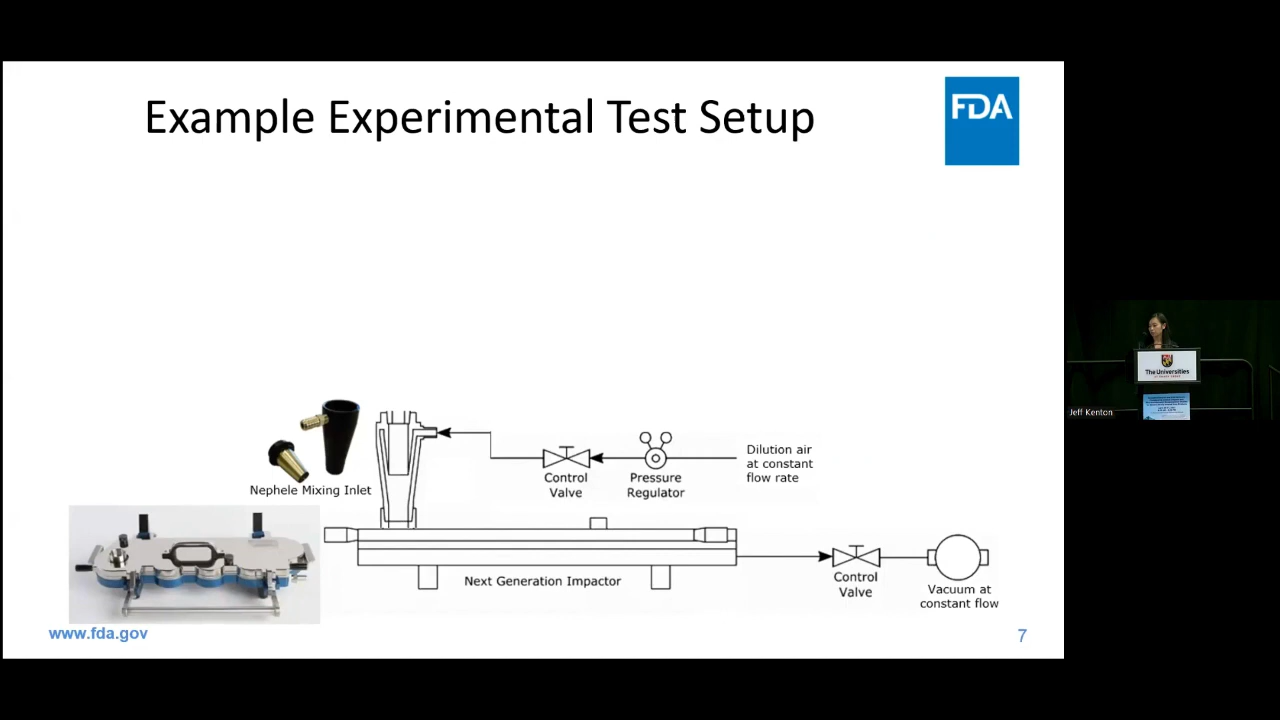 Example Experimental Test Setup
FDA
Nephele Mixing Inlet
Control
Valve
Pressure
Regulator
Dilution air
at constant
flow rate
Next Generation Impactor
Control
Valve
Vacuum at
constant flow
www.fda.gov
7
The Universities
Jeff Kenton